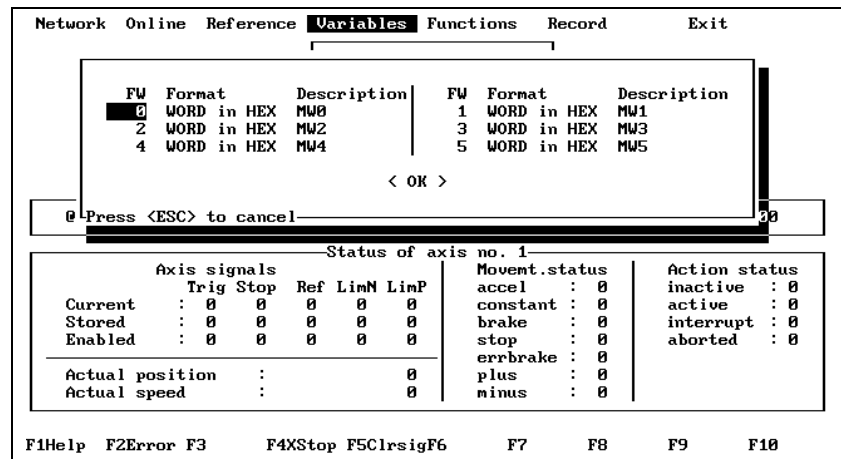 Network Online Reference Variables Functions Record Exit
FW Format Description FW Format Description
0 WORD in HEX MW0 1 WORD in HEX MW1
2 WORD in HEX MW2 3 WORD in HEX MW3
4 WORD in HEX MW4 5 WORD in HEX MW5
< OK >
0 Press <ESC> to cancel 00
Status of axis no. 1
Axis signals Movemt.status Action status
Trig Stop Ref LimN LimP accel : 0 inactive : 0
Current : 0 0 0 0 0 constant : 0 active : 0
Stored : 0 0 0 0 0 brake : 0 interrupt : 0
Enabled : 0 0 0 0 0 stop : 0 aborted : 0
errbrake : 0
Actual position : 0 plus : 0
Actual speed : 0 minus : 0
F1Help F2Error F3 F4XStop F5ClrsigF6 F7 F8 F9 F10